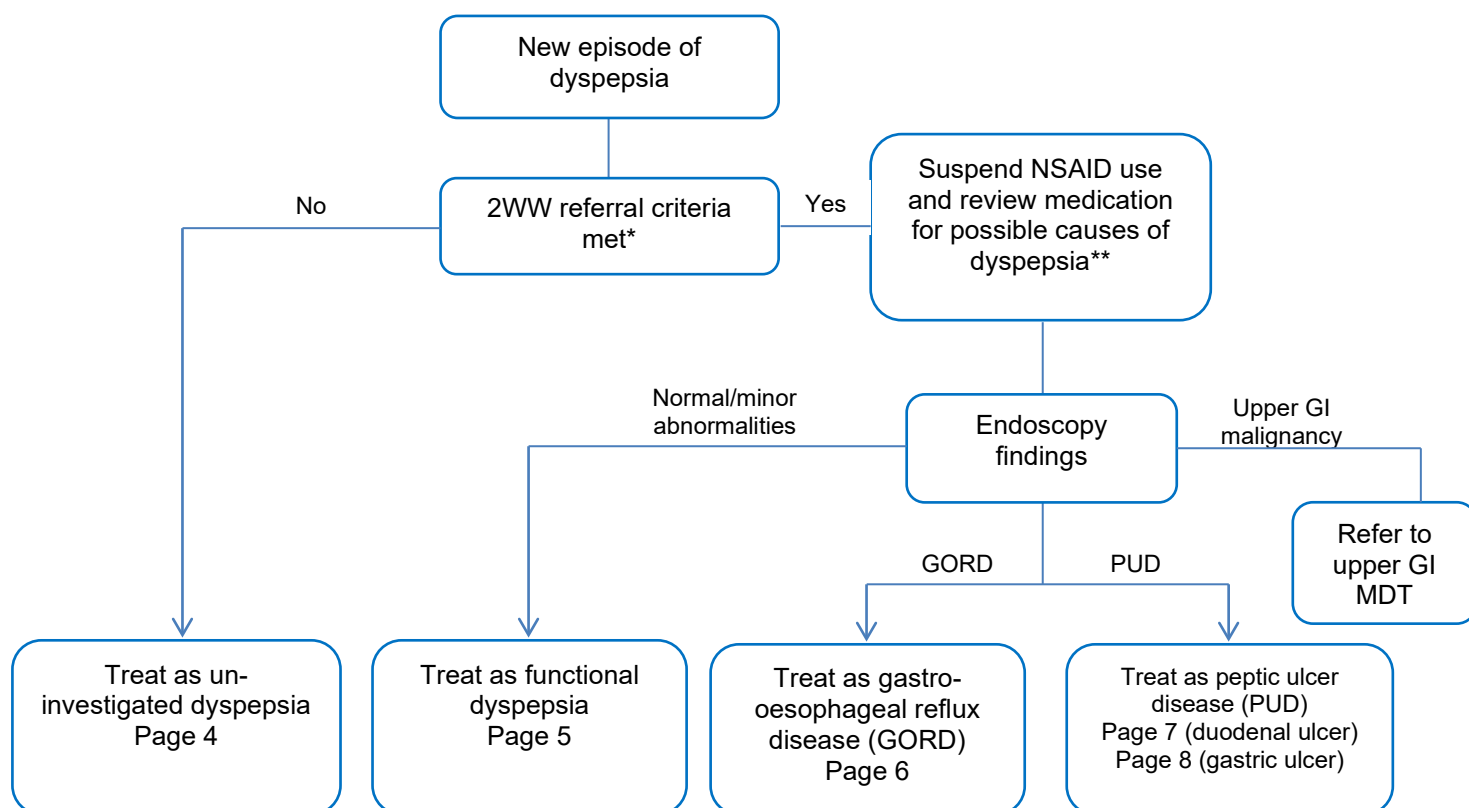 New episode of
dyspepsia
Suspend NSAID use
and review medication
for possible causes of
dyspepsia**
No
2WW referral criteria
met*
Yes
Normal/minor
abnormalities
Endoscopy
findings
Upper GI
malignancy
Refer to
upper GI
MDT
GORD
PUD
Treat as un-
investigated dyspepsia
Page 4
Treat as functional
dyspepsia
Page 5
Treat as gastro-
oesophageal reflux
disease (GORD)
Page 6
Treat as peptic ulcer
disease (PUD)
Page 7 (duodenal ulcer)
Page 8 (gastric ulcer)